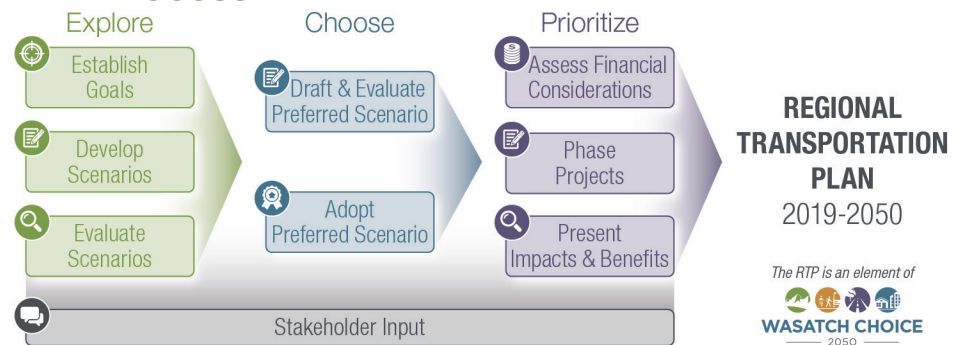 Explore
Establish
Goals
Develop
Scenarios
Evaluate
Scenarios
Choose
Draft & Evaluate
Preferred Scenario
Adopt
Preferred Scenario
Prioritize
Assess Financial
Considerations
Phase
Projects
Present
Impacts & Benefits
Stakeholder Input
REGIONAL
TRANSPORTATION
PLAN
2019-2050
The RTP is an element of
WASATCH CHOICE
2050